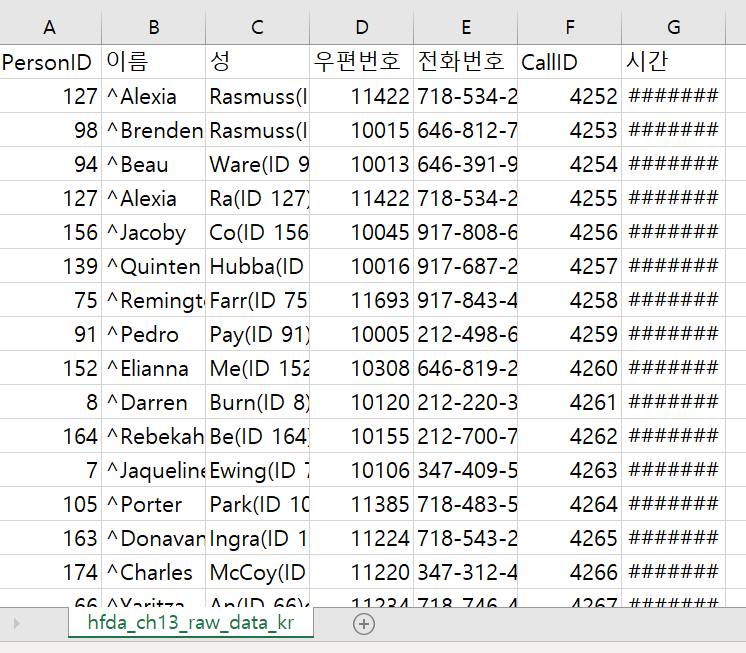 A B C D E F G
PersonID 이름 성 우편번호 전화번호 CallID 시간
127 ^Alexia Rasmuss(I 11422 718-534-2 4252 #######
98 ^Brenden Rasmuss(I 10015 646-812-7 4253 #######
94 ^Beau Ware(ID 9 10013 646-391-9 4254 #######
127 ^Alexia Ra(ID 127) 11422 718-534-2 4255 #######
156 ^Jacoby Co(ID 156 10045 917-808-6 4256 #######
139 ^Quinten Hubba(ID 10016 917-687-2 4257 #######
75 ^Remingt Farr(ID 75) 11693 917-843-4 4258 #######
91 ^Pedro Pay(ID 91) 10005 212-498-6 4259 #######
152 ^Elianna Me(ID 152 10308 646-819-2 4260 #######
8 ^Darren Burn(ID 8) 10120 212-220-3 4261 #######
164 ^Rebekah Be(ID 164) 10155 212-700-7 4262 #######
7 ^Jaqueline Ewing(ID 7 10106 347-409-5 4263 #######
105 ^Porter Park(ID 10 11385 718-483-5 4264 #######
163 ^Donavan Ingra(ID 1 11224 718-543-2 4265 #######
174 ^Charles McCoy(ID 11220 347-312-4 4266 #######
66 ^Yaritza An(ID 66) 11234 718-746-4 4267 #######
hfda_ch13_raw_data_kr